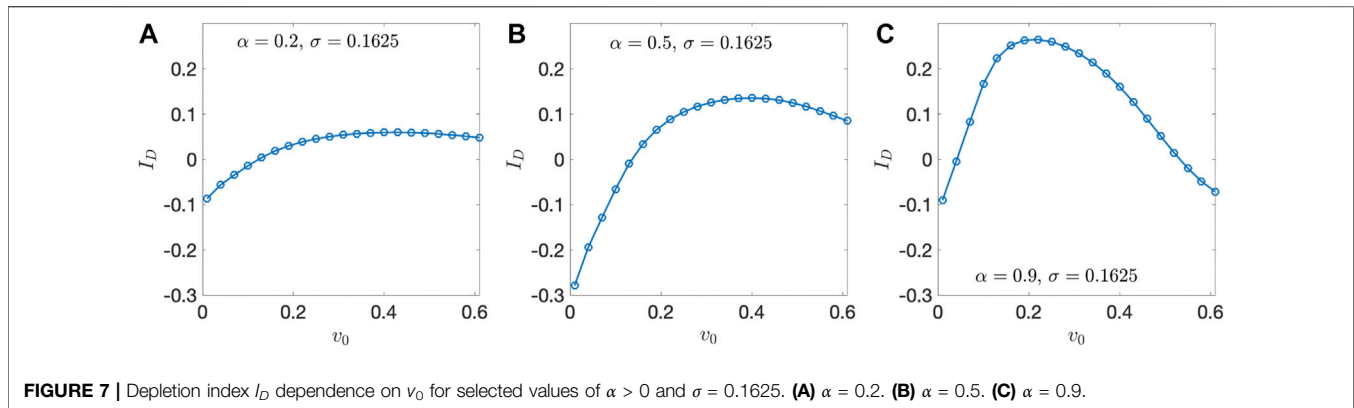 A
α = 0.2, σ = 0.1625
0.2
0.1
0
-0.1
-0.2
-0.3
I_D
0
0.2
0.4
0.6
v_0
B
α = 0.5, σ = 0.1625
0.2
0.1
0
-0.1
-0.2
-0.3
I_D
0
0.2
0.4
0.6
v_0
C
0.2
0.1
0
-0.1
-0.2
-0.3
I_D
α = 0.9, σ = 0.1625
0
0.2
0.4
0.6
v_0
FIGURE 7 | Depletion index I_D dependence on v_0 for selected values of α > 0 and σ = 0.1625. (A) α = 0.2. (B) α = 0.5. (C) α = 0.9.